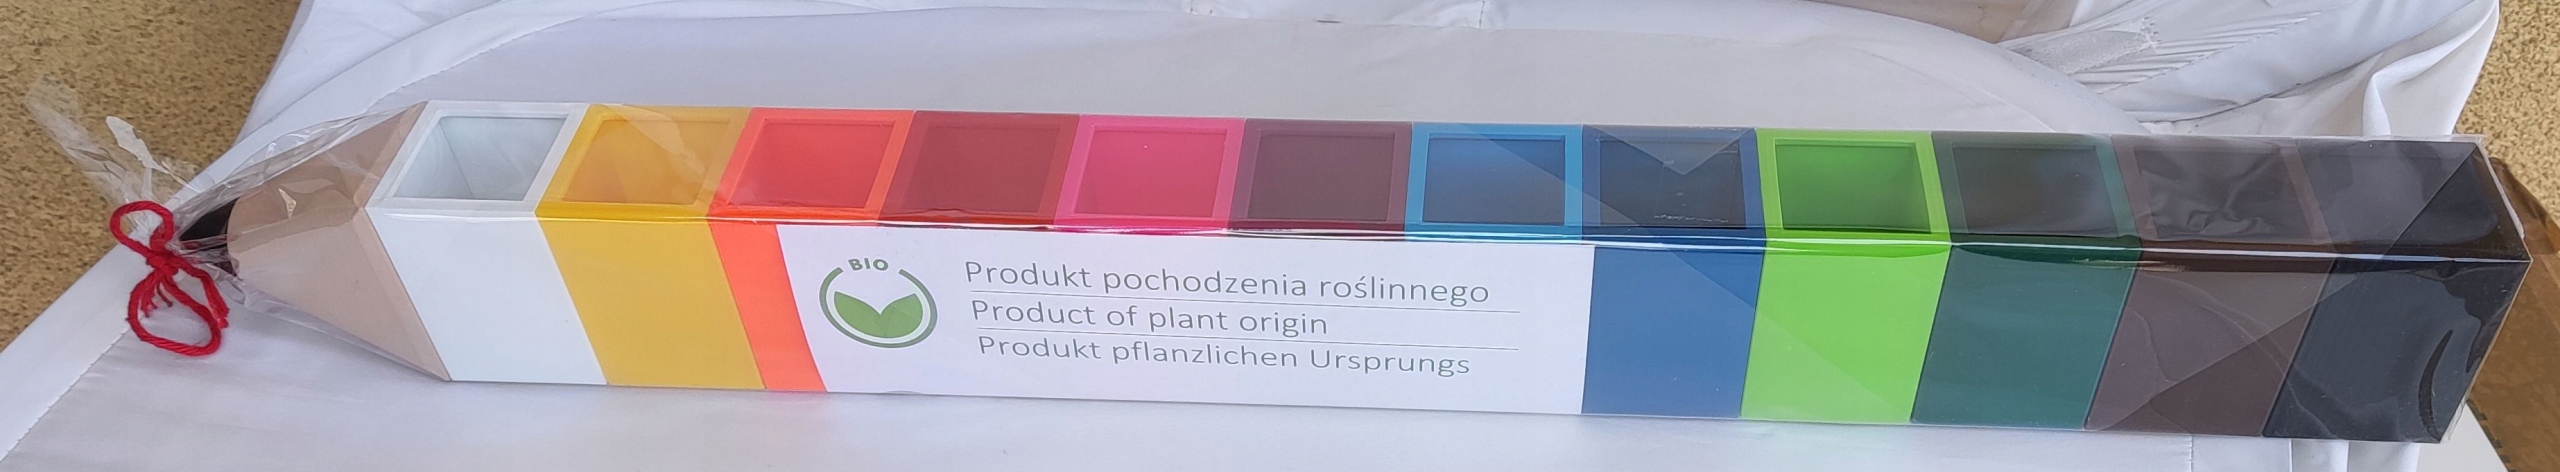 BIO
Produkt pochodzenia roślinnego
Product of plant origin
Produkt pflanzlichen Ursprungs